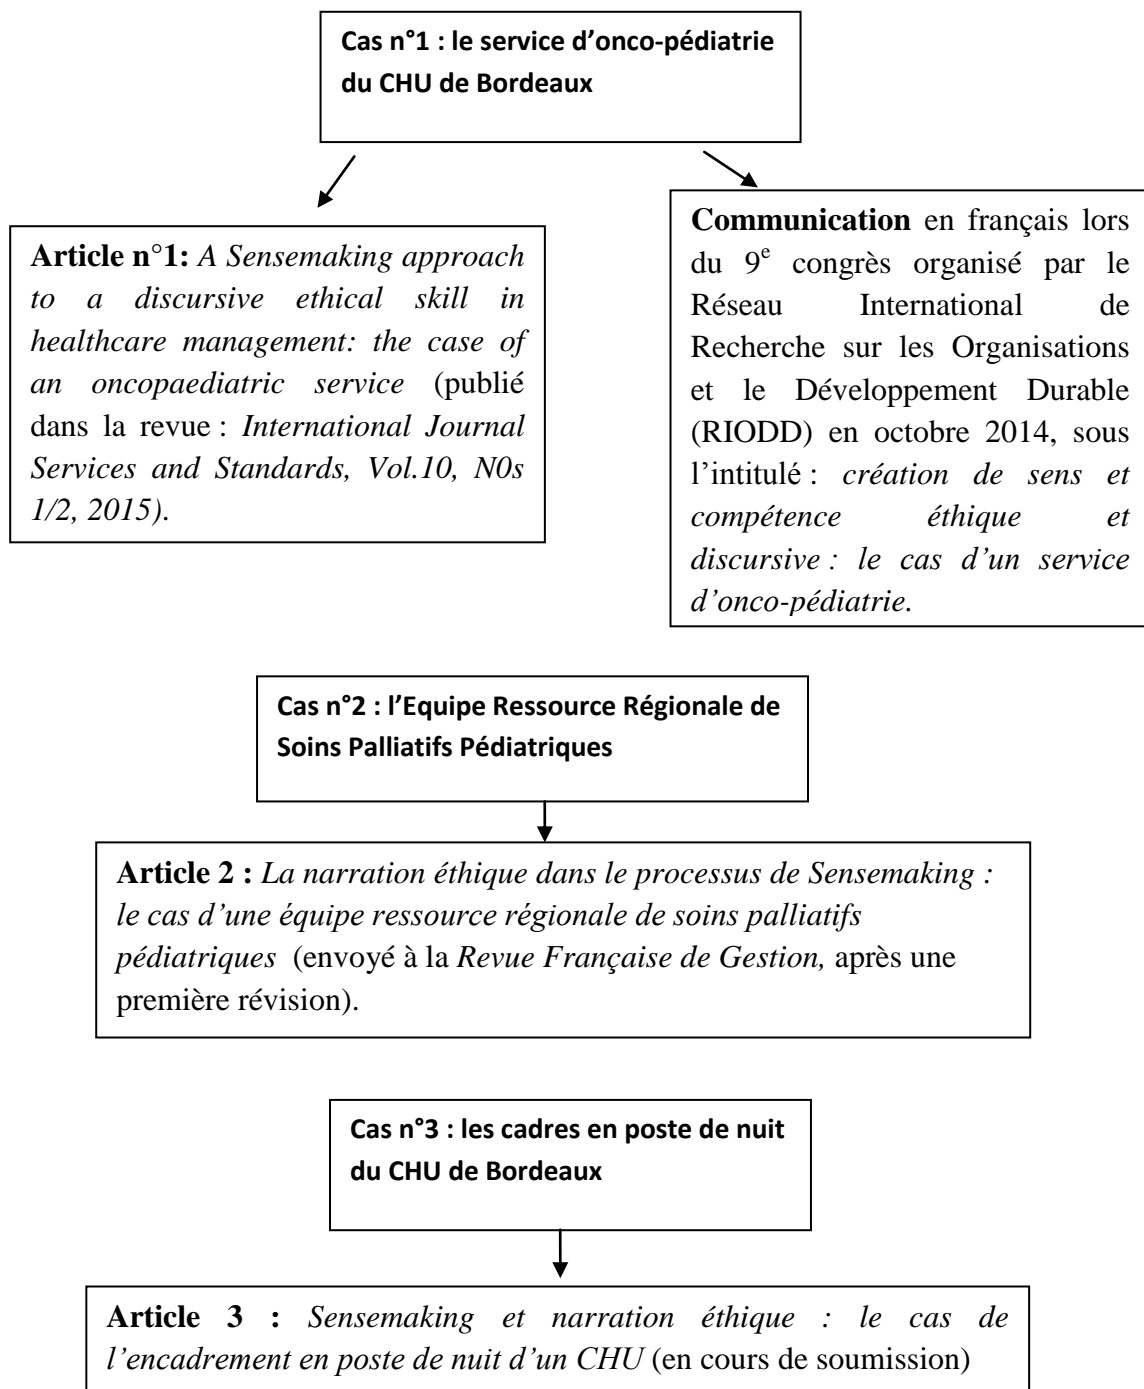 Cas n°1 : le service d’onco-pédiatrie
du CHU de Bordeaux
Article n°1: A Sensemaking approach
to a discursive ethical skill in
healthcare management: the case of
an oncopaediatric service (publié
dans la revue : International Journal
Services and Standards, Vol.10, N0s
1/2, 2015).
Communication en français lors
du 9e congrès organisé par le
Réseau International de
Recherche sur les Organisations
et le Développement Durable
(RIODD) en octobre 2014, sous
l’intitulé : création de sens et
compétence éthique et
discursive : le cas d’un service
d’onco-pédiatrie.
Cas n°2 : l’Equipe Ressource Régionale de
Soins Palliatifs Pédiatriques
Article 2 : La narration éthique dans le processus de Sensemaking :
le cas d’une équipe ressource régionale de soins palliatifs
pédiatriques (envoyé à la Revue Française de Gestion, après une
première révision).
Cas n°3 : les cadres en poste de nuit
du CHU de Bordeaux
Article 3 : Sensemaking et narration éthique : le cas de
l’encadrement en poste de nuit d’un CHU (en cours de soumission)